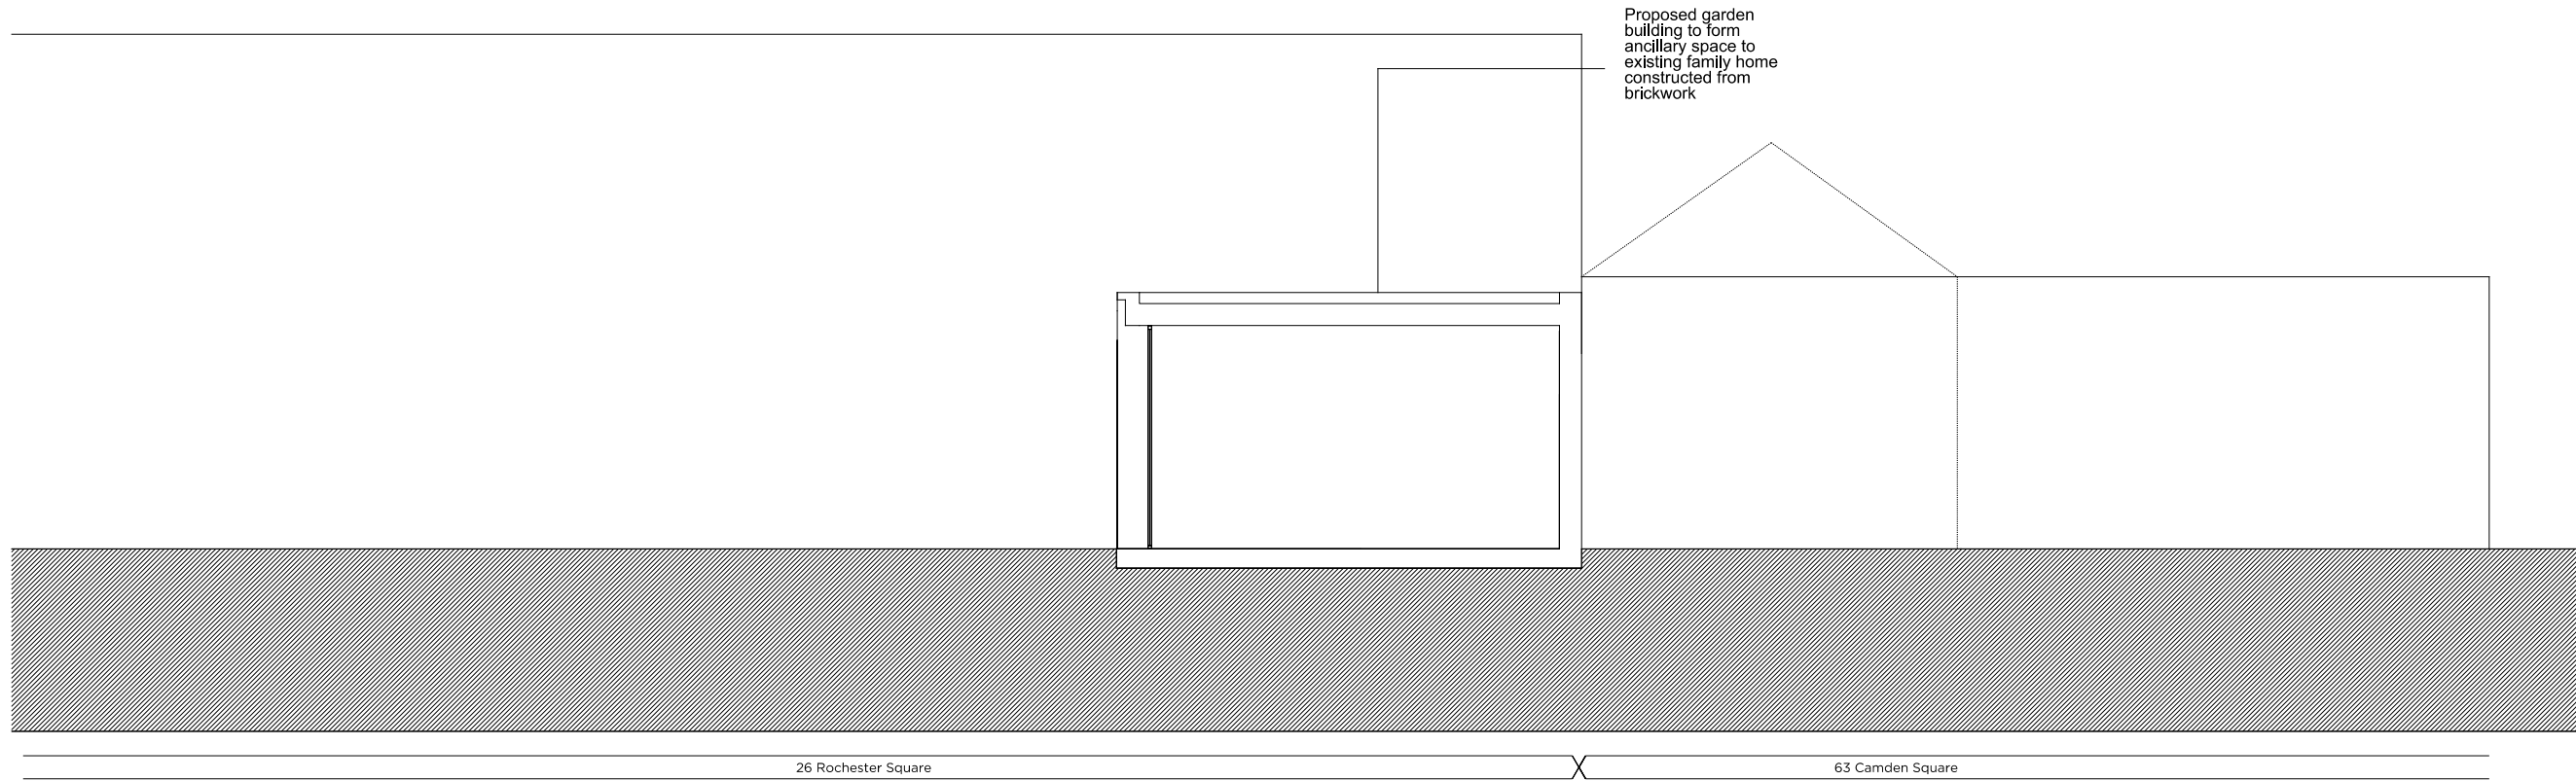 Proposed garden
building to form
ancillary space to
existing family home
constructed from
brickwork
26 Rochester Square
63 Camden Square